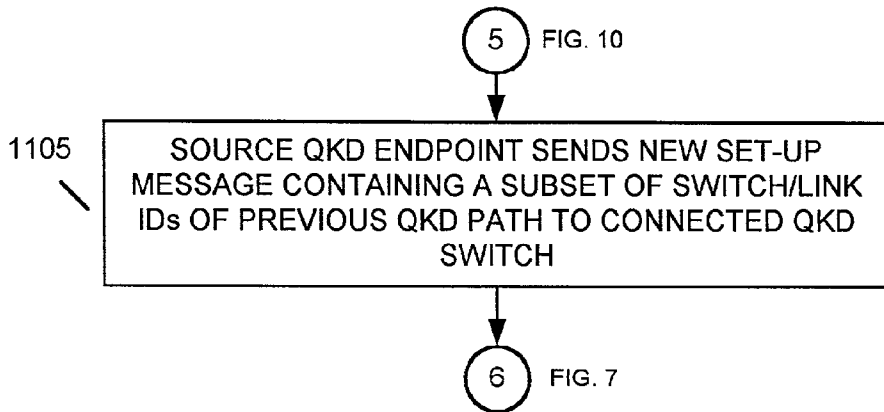 5 FIG. 10
1105
SOURCE QKD ENDPOINT SENDS NEW SET-UP
MESSAGE CONTAINING A SUBSET OF SWITCH/LINK
IDs OF PREVIOUS QKD PATH TO CONNECTED QKD
SWITCH
6 FIG. 7